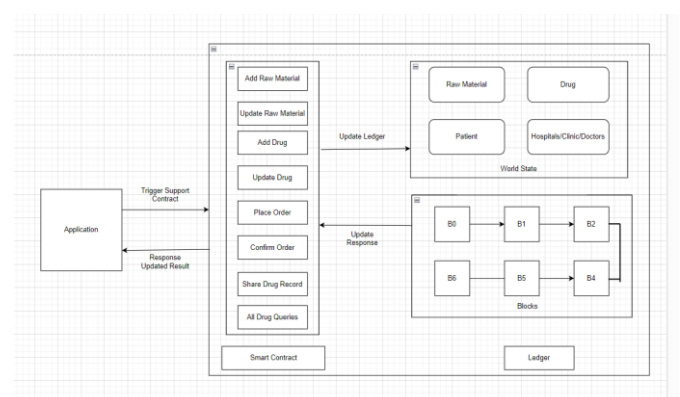 Application
Trigger Support
Contract
Response
Updated Result
Add Raw Material
Update Raw Material
Add Drug
Update Drug
Place Order
Confirm Order
Share Drug Record
All Drug Queries
Smart Contract
Update Ledger
Update
Response
Raw Material
Drug
Patient
Hospitals/Clinic/Doctors
World State
B0
B1
B2
B6
B5
B4
Blocks
Ledger